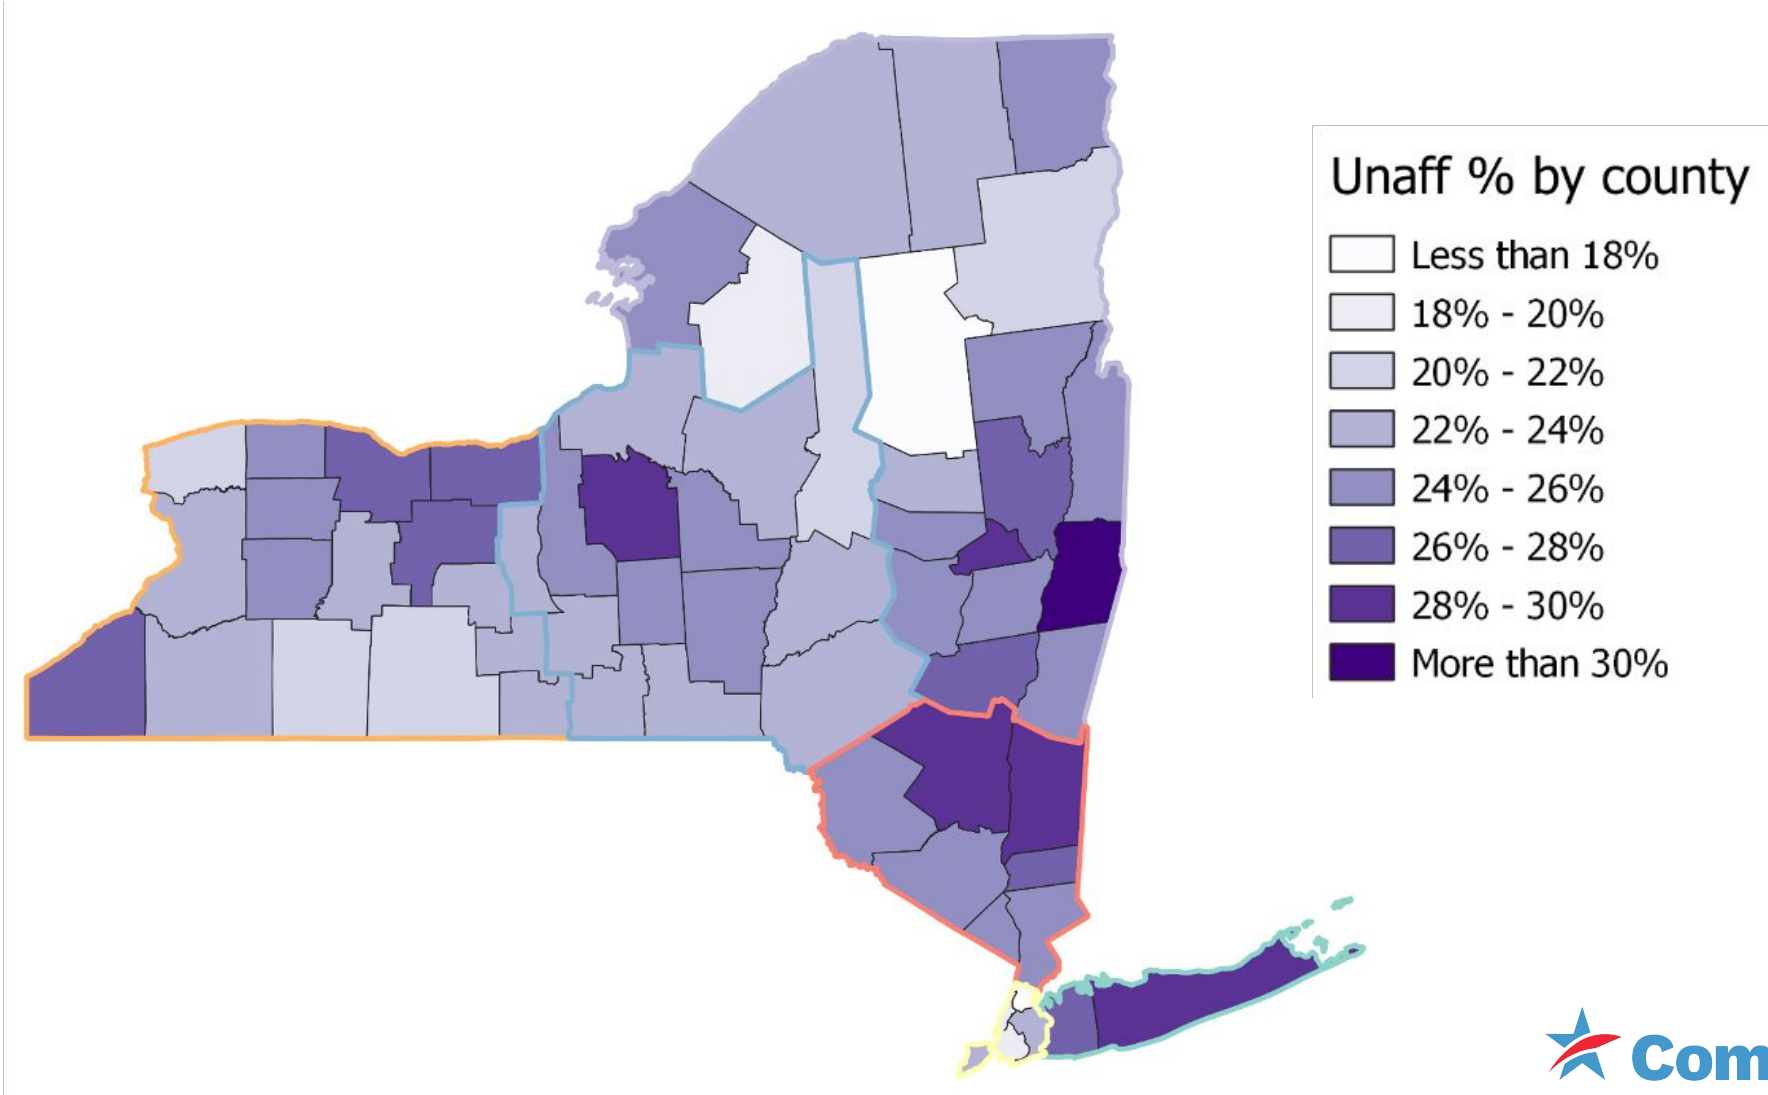 Unaff % by county
Less than 18%
18% - 20%
20% - 22%
22% - 24%
24% - 26%
26% - 28%
28% - 30%
More than 30%
Com